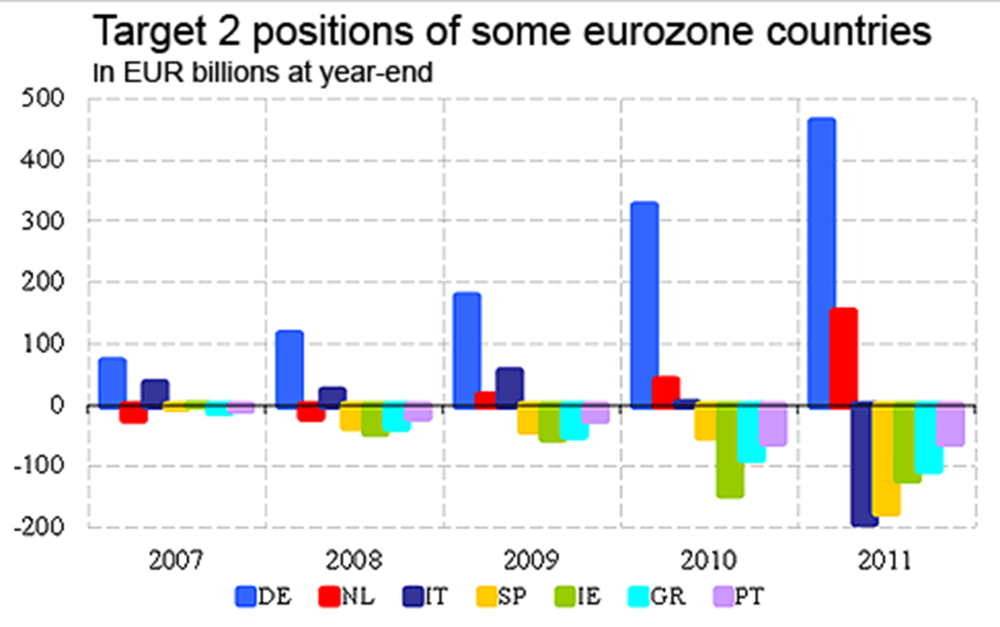 Target 2 positions of some eurozone countries
in EUR billions at year-end
500
400
300
200
100
0
-100
-200
2007 2008 2009 2010 2011
DE NL IT SP IE GR PT